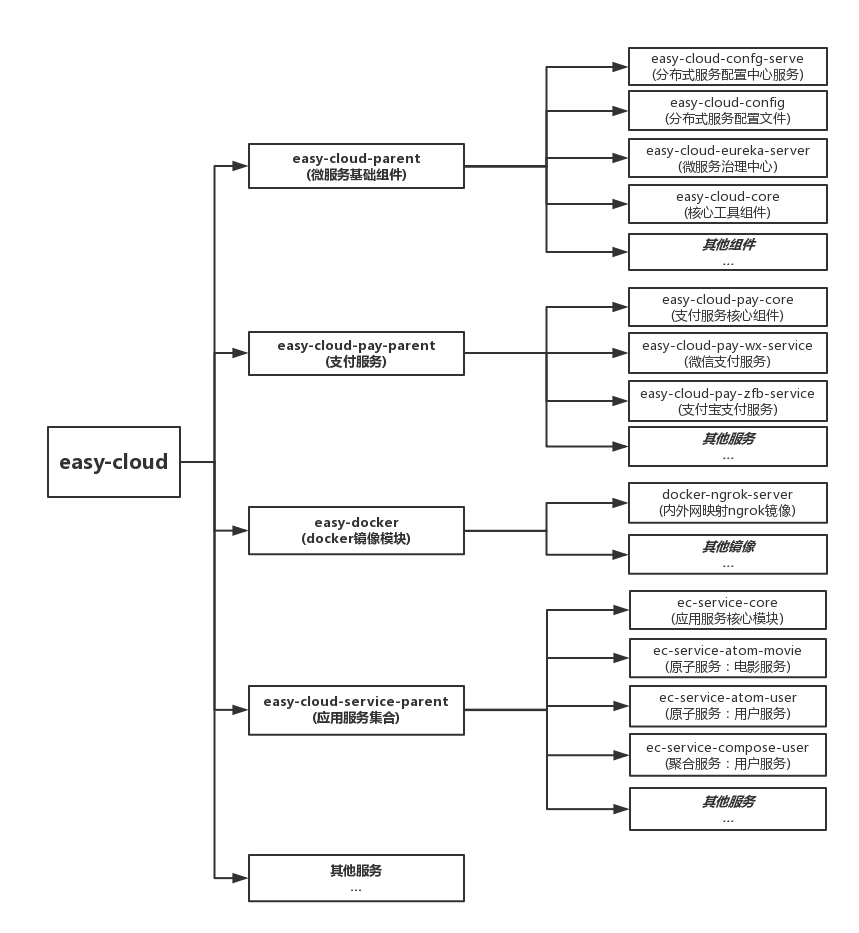 easy-cloud
easy-cloud-parent
(微服务基础组件)
easy-cloud-confg-serve
(分布式服务配置中心服务)
easy-cloud-config
(分布式服务配置文件)
easy-cloud-eureka-server
(微服务治理中心)
easy-cloud-core
(核心工具组件)
其他组件
...
easy-cloud-pay-parent
(支付服务)
easy-cloud-pay-core
(支付服务核心组件)
easy-cloud-pay-wx-service
(微信支付服务)
easy-cloud-pay-zfb-service
(支付宝支付服务)
其他服务
...
easy-docker
(docker镜像模块)
docker-ngrok-server
(内外网映射ngrok镜像)
其他镜像
...
easy-cloud-service-parent
(应用服务集合)
ec-service-core
(应用服务核心模块)
ec-service-atom-movie
(原子服务：电影服务)
ec-service-atom-user
(原子服务：用户服务)
ec-service-compose-user
(聚合服务：用户服务)
其他服务
...
其他服务
...